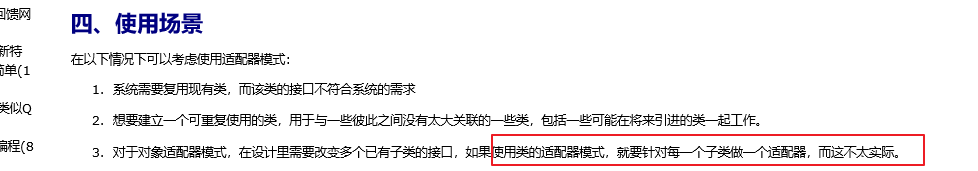 回馈网
四、使用场景
新特
在以下情况下可以考虑使用适配器模式：
简单(1
1. 系统需要复用现有类，而该类的接口不符合系统的需求
类似Q
2. 想要建立一个可重复使用的类，用于与一些彼此之间没有太大关联的一些类，包括一些可能在将来引进的类一起工作。
编程(8
3. 对于对象适配器模式，在设计里需要改变多个已有子类的接口，如果使用类的适配器模式，就要针对每一个子类做一个适配器，而这不太实际。